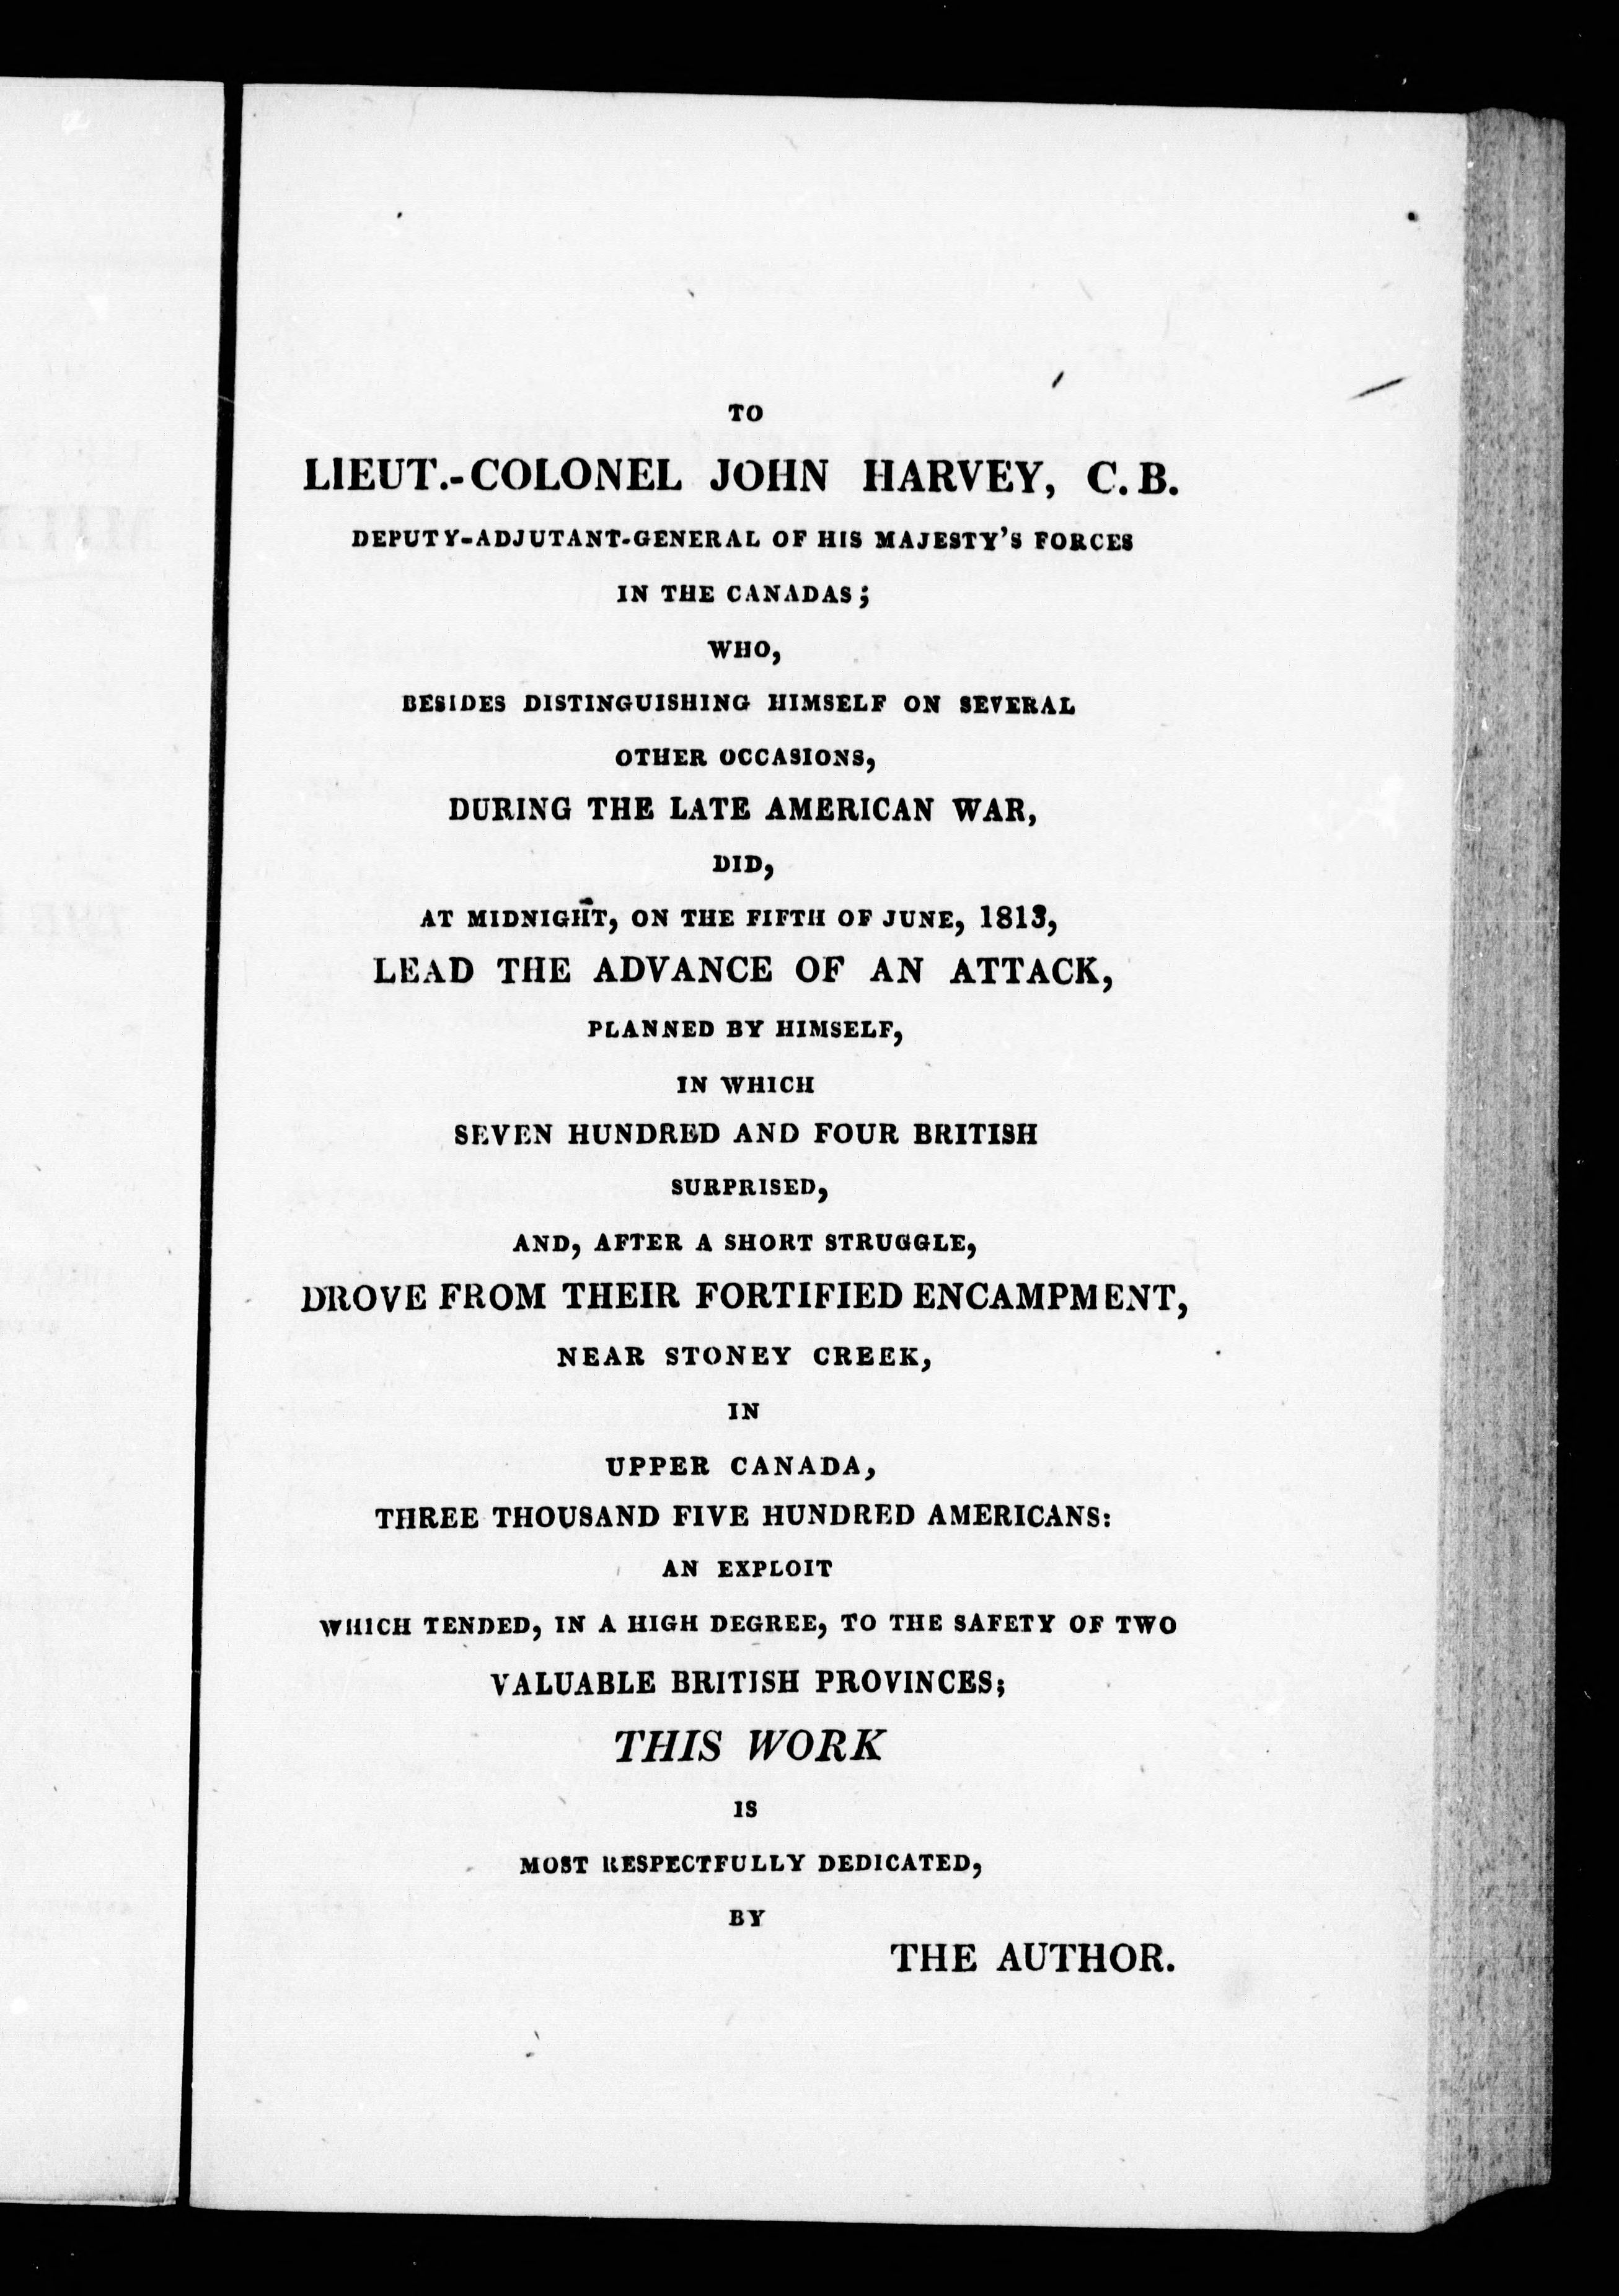 TO
LIEUT.-COLONEL JOHN HARVEY, C.B.
DEPUTY-ADJUTANT-GENERAL OF HIS MAJESTY'S FORCES
IN THE CANADAS;
WHO,
BESIDES DISTINGUISHING HIMSELF ON SEVERAL
OTHER OCCASIONS,
DURING THE LATE AMERICAN WAR,
DID,
AT MIDNIGHT, ON THE FIFTH OF JUNE, 1813,
LEAD THE ADVANCE OF AN ATTACK,
PLANNED BY HIMSELF,
IN WHICH
SEVEN HUNDRED AND FOUR BRITISH
SURPRISED,
AND, AFTER A SHORT STRUGGLE,
DROVE FROM THEIR FORTIFIED ENCAMPMENT,
NEAR STONEY CREEK,
IN
UPPER CANADA,
THREE THOUSAND FIVE HUNDRED AMERICANS:
AN EXPLOIT
WHICH TENDED, IN A HIGH DEGREE, TO THE SAFETY OF TWO
VALUABLE BRITISH PROVINCES;
THIS WORK
IS
MOST RESPECTFULLY DEDICATED,
BY
THE AUTHOR.